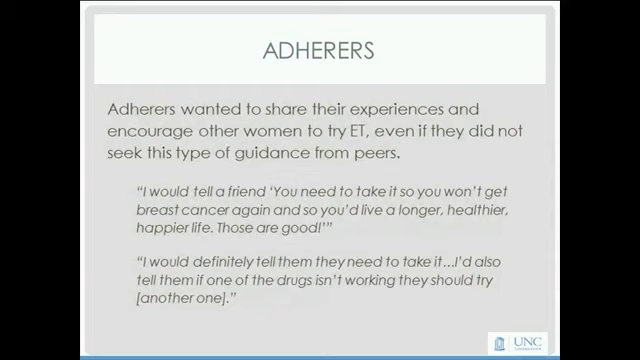 ADHERERS
Adherers wanted to share their experiences and
encourage other women to try ET, even if they did not
seek this type of guidance from peers.
“I would tell a friend ‘You need to take it so you won’t get
breast cancer again and so you’d live a longer, healthier,
happier life. Those are good!’”
“I would definitely tell them they need to take it…I’d also
tell them if one of the drugs isn’t working they should try
[another one].”
UNC